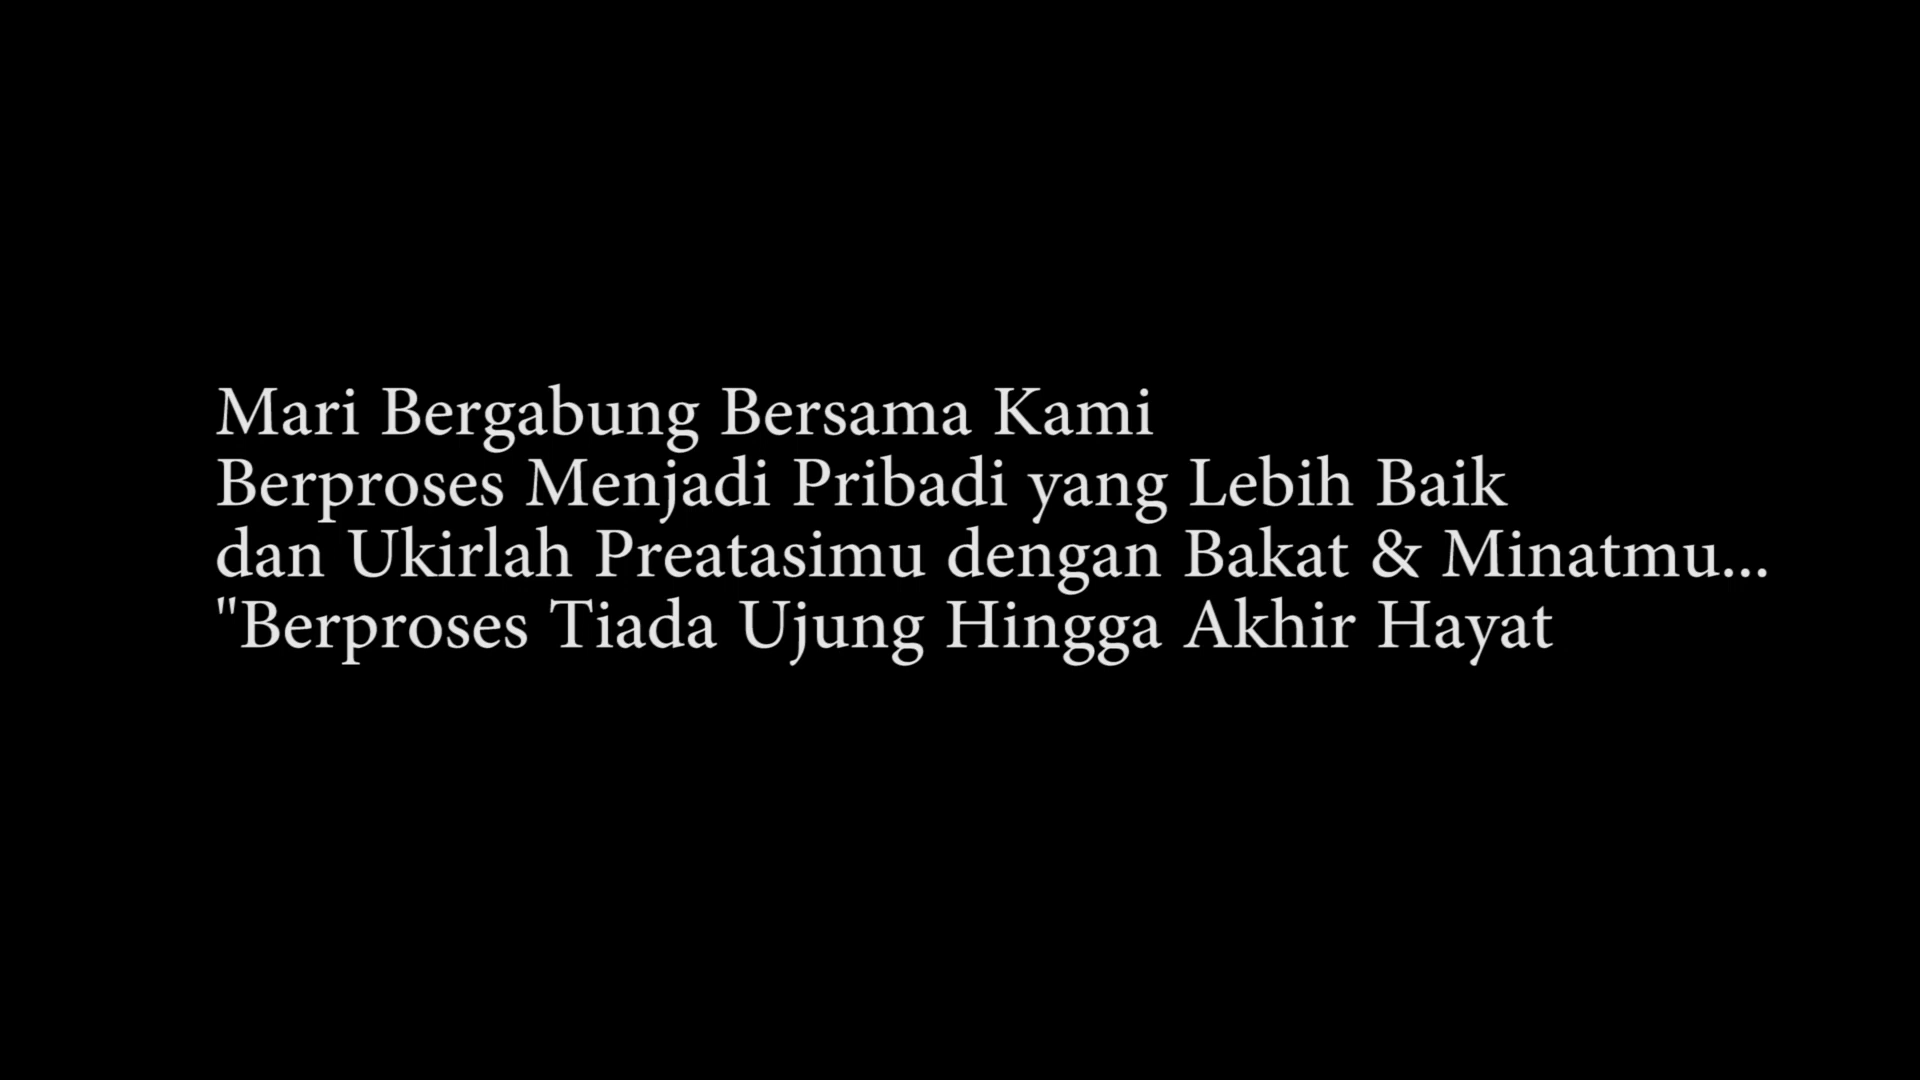 Mari Bergabung Bersama Kami
Berproses Menjadi Pribadi yang Lebih Baik
dan Ukirlah Preatasimu dengan Bakat & Minatmu...
"Berproses Tiada Ujung Hingga Akhir Hayat